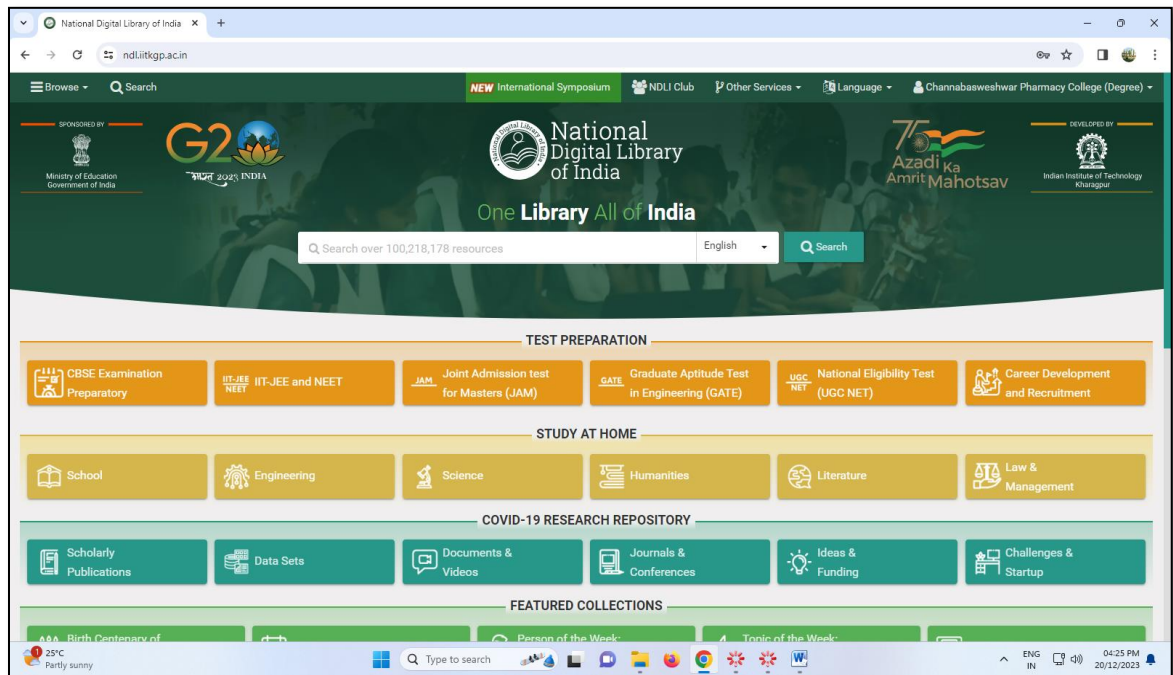 National Digital Library of India
ndl.iitkgp.ac.in
Browse
Search
NEW International Symposium
NDLI Club
Other Services
Language
Channabasweshwar Pharmacy College (Degree)
SPONSORED BY
Ministry of Education
Government of India
G2
भारत 2023 INDIA
National
Digital Library
of India
One Library All of India
75
Azadi Ka
Amrit Mahotsav
DEVELOPED BY
Indian Institute of Technology
Kharagpur
Search over 100,218,178 resources
English
Search
TEST PREPARATION
CBSE Examination
Preparatory
IIT-JEE
NEET
IIT-JEE and NEET
JAM
Joint Admission test
for Masters (JAM)
GATE
Graduate Aptitude Test
in Engineering (GATE)
UGC
NET
National Eligibility Test
(UGC NET)
Career Development
and Recruitment
STUDY AT HOME
School
Engineering
Science
Humanities
Literature
Law &
Management
COVID-19 RESEARCH REPOSITORY
Scholarly
Publications
Data Sets
Documents &
Videos
Journals &
Conferences
Ideas &
Funding
Challenges &
Startup
FEATURED COLLECTIONS
Birth Centenary of
Person of the Week:
Topic of the Week:
1
25°C
Partly sunny
Type to search
ENG
IN
04:25 PM
20/12/2023